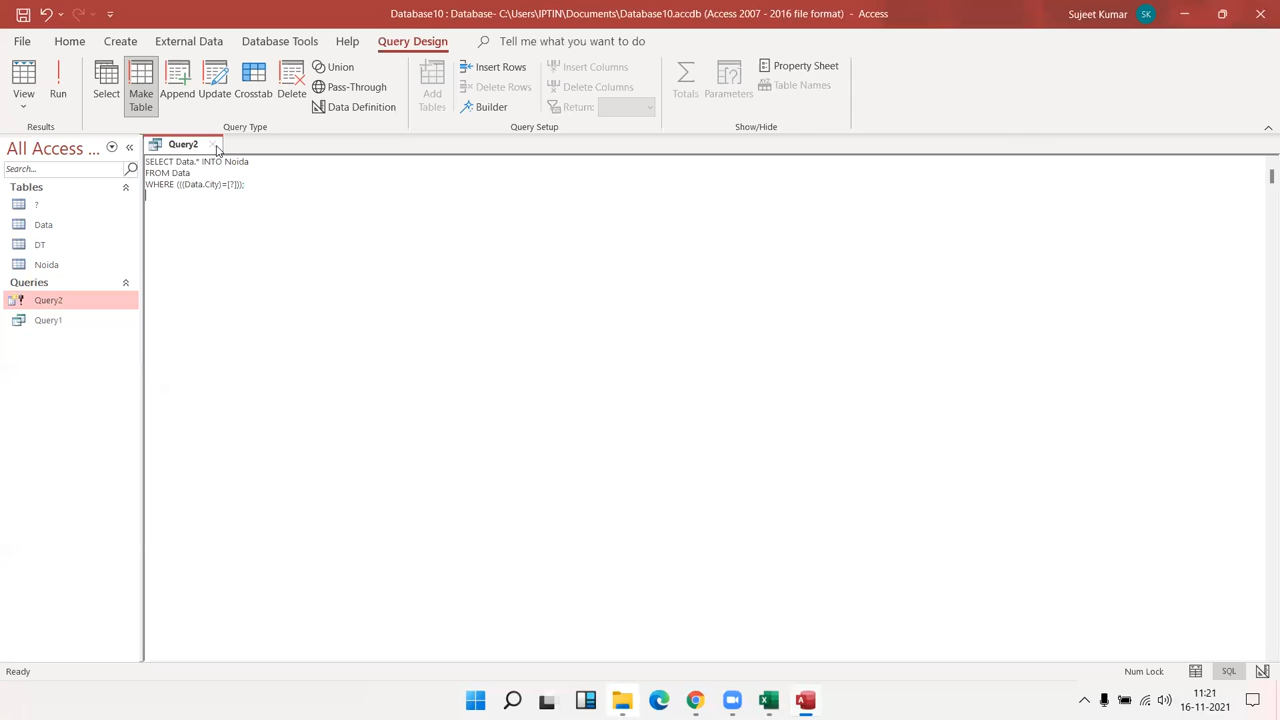 Database10 : Database- C:\Users\IPTIN\Documents\Database10.accdb (Access 2007 - 2016 file format) - Access
Sujeet Kumar
SK
File
Home
Create
External Data
Database Tools
Help
Query Design
Tell me what you want to do
View
Run
Select
Make Table
Append
Update
Crosstab
Delete
Union
Pass-Through
Data Definition
Add Tables
Insert Rows
Delete Rows
Builder
Insert Columns
Delete Columns
Return:
Totals
Parameters
Property Sheet
Table Names
Results
Query Type
Query Setup
Show/Hide
All Access ...
Search...
Tables
?
Data
DT
Noida
Queries
Query2
Query1
Query2
SELECT Data.* INTO Noida
FROM Data
WHERE (((Data.City)=[?]));
Ready
Num Lock
SQL
11:21
16-11-2021